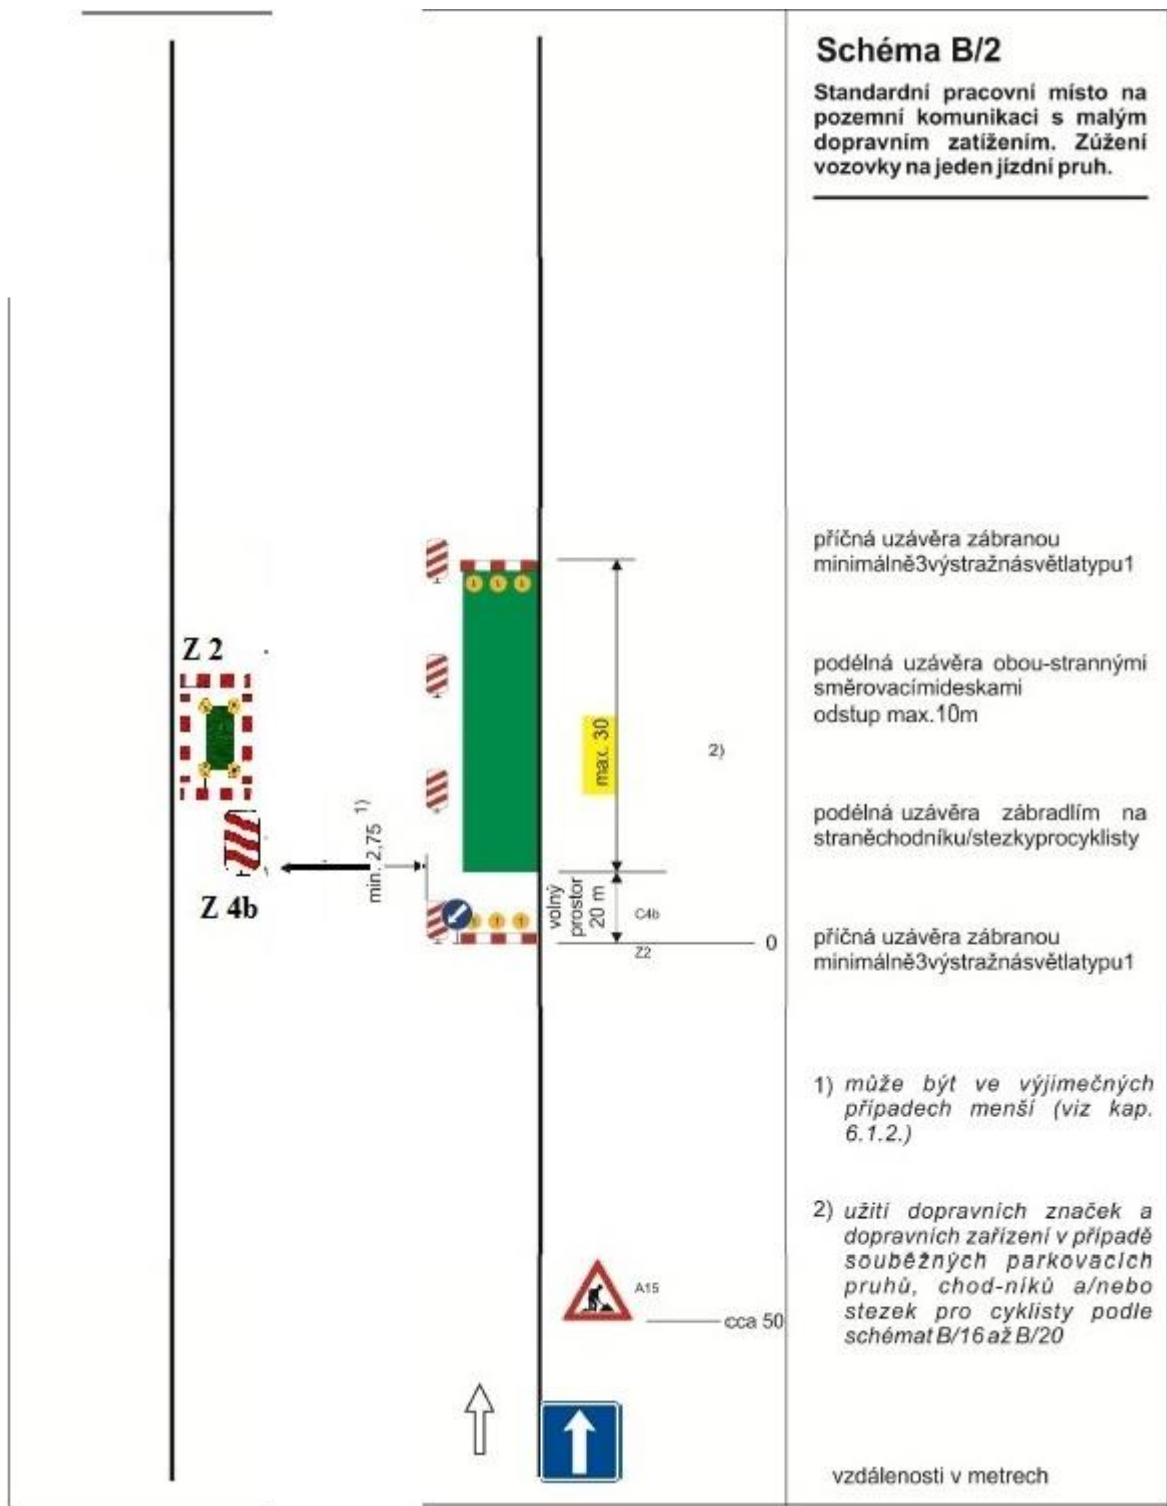 Schéma B/2
Standardní pracovní místo na
pozemní komunikaci s malým
dopravním zatížením. Zúžení
vozovky na jeden jízdní pruh.
příčná uzávěra zábranou
minimálně3výstražnásvětlatypu1
Z 2
podélná uzávěra obou-strannými
směrovacímideskami
odstup max.10m
max. 30
2)
podélná uzávěra zábradlím na
straněchodníku/stezkyprocyklisty
min. 2,75 1)
Z 4b
volný
prostor
20 m
C4b
Z2
0
příčná uzávěra zábranou
minimálně3výstražnásvětlatypu1
1) může být ve výjimečných
případech menší (viz kap.
6.1.2.)
2) užití dopravních značek a
dopravních zařízení v případě
souběžných parkovacích
pruhů, chod-níků a/nebo
stezek pro cyklisty podle
schémat B/16 až B/20
A15
cca 50
vzdálenosti v metrech